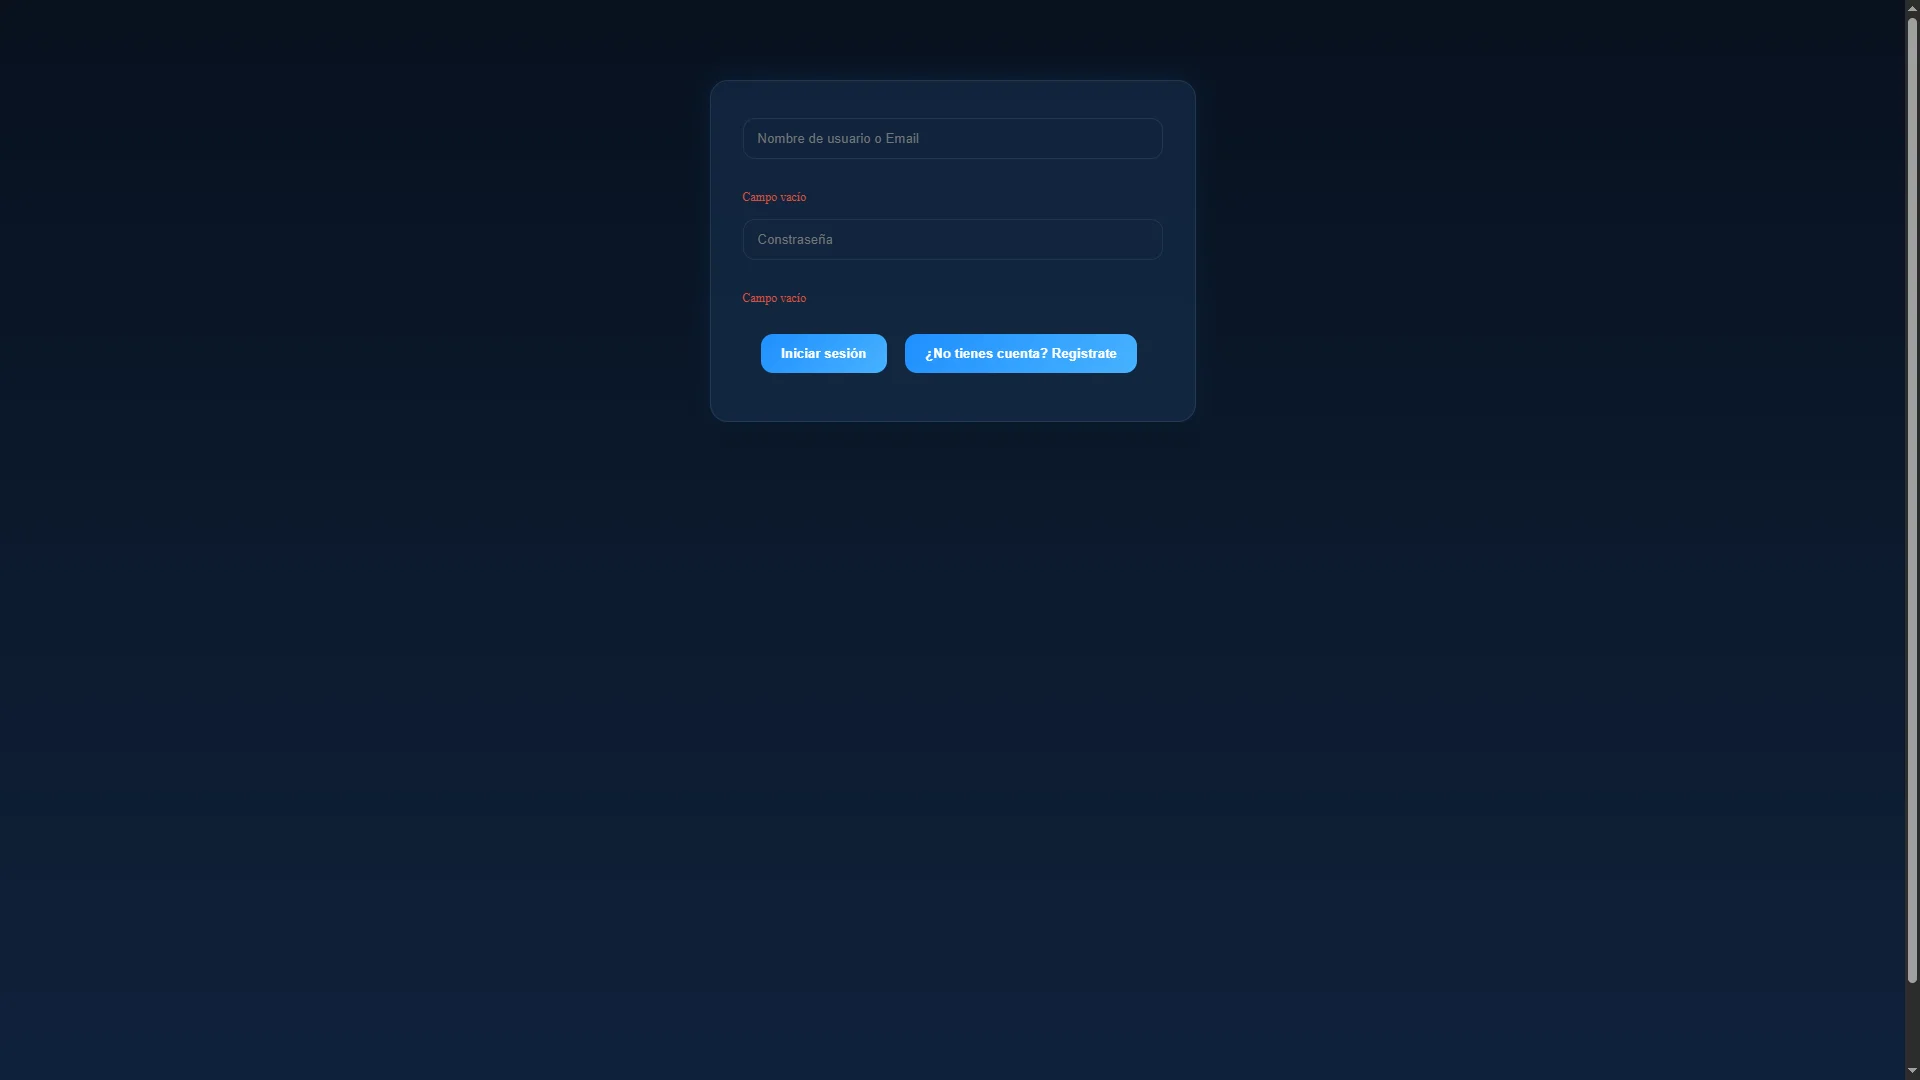 Nombre de usuario o Email
Campo vacío
Constraseña
Campo vacío
Iniciar sesión
¿No tienes cuenta? Registrate